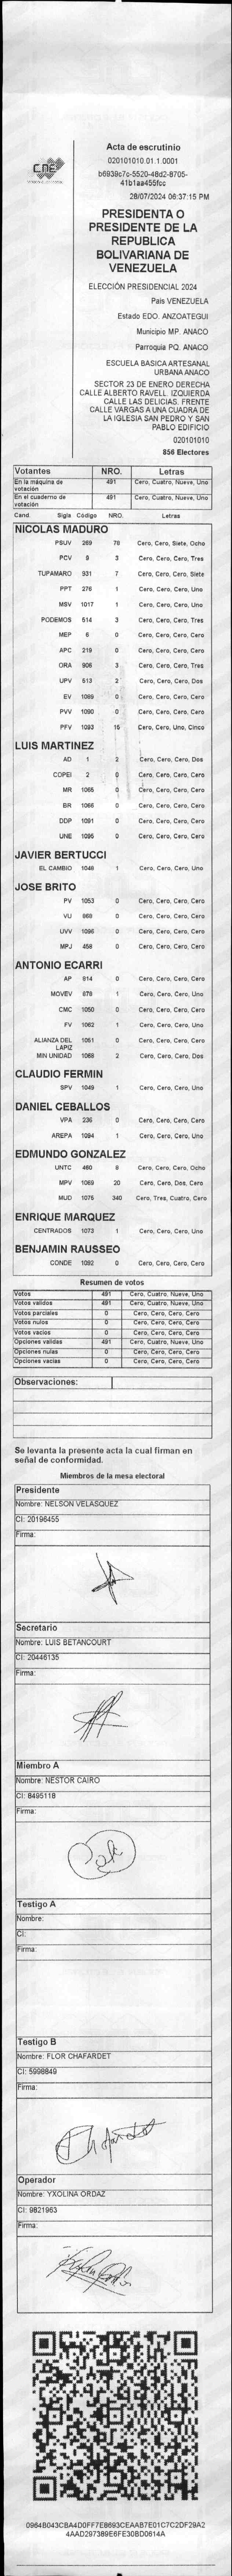 CNE
Acta de escrutinio
020101010.01.1.0001
b6939c7c-5520-48d2-8705-
41b1aa455fcc
28/07/2024 06:37:15 PM
PRESIDENTA O
PRESIDENTE DE LA
REPUBLICA
BOLIVARIANA DE
VENEZUELA
ELECCIÓN PRESIDENCIAL 2024
Pais VENEZUELA
Estado EDO. ANZOATEGUI
Municipio MP. ANACO
Parroquia PQ. ANACO
ESCUELA BASICA ARTESANAL
URBANA ANACO
SECTOR 23 DE ENERO DERECHA
CALLE ALBERTO RAVELL. IZQUIERDA
CALLE LAS DELICIAS. FRENTE
CALLE VARGAS A UNA CUADRA DE
LA IGLESIA SAN PEDRO Y SAN
PABLO EDIFICIO
020101010
856 Electores
Votantes NRO. Letras
En la máquina de votación 491 Cero, Cuatro, Nueve, Uno
En el cuaderno de votación 491 Cero, Cuatro, Nueve, Uno
Cand. Sigla Código NRO. Letras
NICOLAS MADURO
PSUV 269 78 Cero, Cero, Siete, Ocho
PCV 9 3 Cero, Cero, Cero, Tres
TUPAMARO 931 7 Cero, Cero, Cero, Siete
PPT 276 1 Cero, Cero, Cero, Uno
MSV 1017 1 Cero, Cero, Cero, Uno
PODEMOS 614 3 Cero, Cero, Cero, Tres
MEP 6 0 Cero, Cero, Cero, Cero
APC 219 0 Cero, Cero, Cero, Cero
ORA 906 3 Cero, Cero, Cero, Tres
UPV 513 2 Cero, Cero, Cero, Dos
EV 1089 0 Cero, Cero, Cero, Cero
PVV 1090 0 Cero, Cero, Cero, Cero
PFV 1093 15 Cero, Cero, Uno, Cinco
LUIS MARTINEZ
AD 1 2 Cero, Cero, Cero, Dos
COPEI 2 0 Cero, Cero, Cero, Cero
MR 1065 0 Cero, Cero, Cero, Cero
BR 1066 0 Cero, Cero, Cero, Cero
DDP 1091 0 Cero, Cero, Cero, Cero
UNE 1095 0 Cero, Cero, Cero, Cero
JAVIER BERTUCCI
EL CAMBIO 1046 1 Cero, Cero, Cero, Uno
JOSE BRITO
PV 1053 0 Cero, Cero, Cero, Cero
VU 868 0 Cero, Cero, Cero, Cero
UVV 1096 0 Cero, Cero, Cero, Cero
MPJ 458 0 Cero, Cero, Cero, Cero
ANTONIO ECARRI
AP 814 0 Cero, Cero, Cero, Cero
MOVEV 679 1 Cero, Cero, Cero, Uno
CMC 1050 0 Cero, Cero, Cero, Cero
FV 1062 1 Cero, Cero, Cero, Uno
ALIANZA DEL LAPIZ 1051 0 Cero, Cero, Cero, Cero
MIN UNIDAD 1068 2 Cero, Cero, Cero, Dos
CLAUDIO FERMIN
SPV 1049 1 Cero, Cero, Cero, Uno
DANIEL CEBALLOS
VPA 236 0 Cero, Cero, Cero, Cero
AREPA 1094 1 Cero, Cero, Cero, Uno
EDMUNDO GONZALEZ
UNTC 460 8 Cero, Cero, Cero, Ocho
MPV 1069 20 Cero, Cero, Dos, Cero
MUD 1075 340 Cero, Tres, Cuatro, Cero
ENRIQUE MARQUEZ
CENTRADOS 1073 1 Cero, Cero, Cero, Uno
BENJAMIN RAUSSEO
CONDE 1092 0 Cero, Cero, Cero, Cero
Resumen de votos
Votos 491 Cero, Cuatro, Nueve, Uno
Votos validos 491 Cero, Cuatro, Nueve, Uno
Votos parciales 0 Cero, Cero, Cero, Cero
Votos nulos 0 Cero, Cero, Cero, Cero
Votos vacios 0 Cero, Cero, Cero, Cero
Opciones validas 491 Cero, Cuatro, Nueve, Uno
Opciones nulas 0 Cero, Cero, Cero, Cero
Opciones vacias 0 Cero, Cero, Cero, Cero
Observaciones:
Se levanta la presente acta la cual firman en
señal de conformidad.
Miembros de la mesa electoral
Presidente
Nombre: NELSON VELASQUEZ
CI: 20196455
Firma:
Secretario
Nombre: LUIS BETANCOURT
CI: 20446135
Firma:
Miembro A
Nombre: NESTOR CAIRO
CI: 8495118
Firma:
Testigo A
Nombre:
CI:
Firma:
Testigo B
Nombre: FLOR CHAFARDET
CI: 5998849
Firma:
Operador
Nombre: YXOLINA ORDAZ
CI: 9821963
Firma:
0964B043CBA4D0FF7E8693CEAAB7E01C7C2DF29A2
4AAD297389E6FE30BD0614A